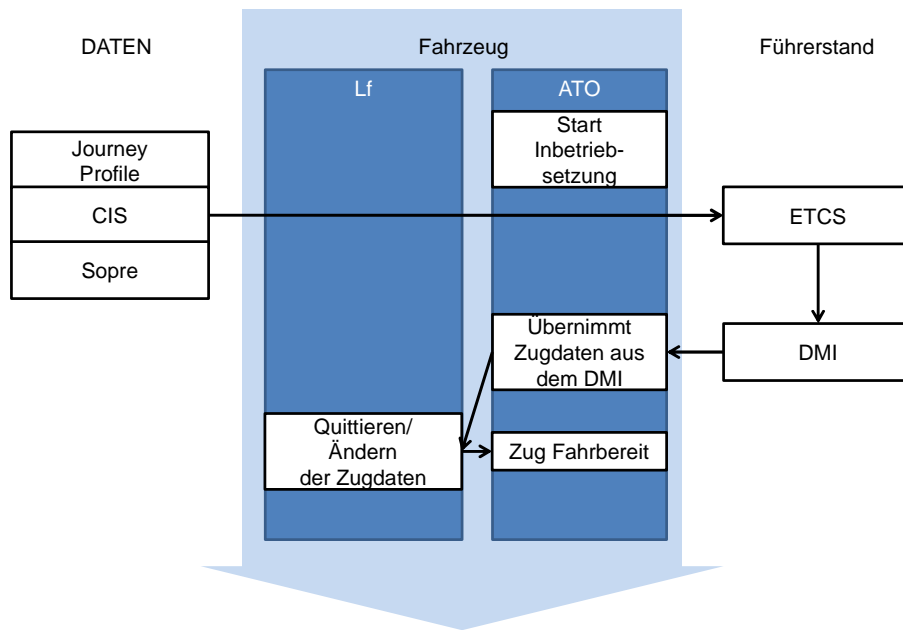 DATEN
Fahrzeug
Führerstand
Lf
ATO
Start
Inbetrieb-
setzung
Journey
Profile
CIS
ETCS
Sopre
Übernimmt
Zugdaten aus
dem DMI
DMI
Quittieren/
Ändern
der Zugdaten
Zug Fahrbereit